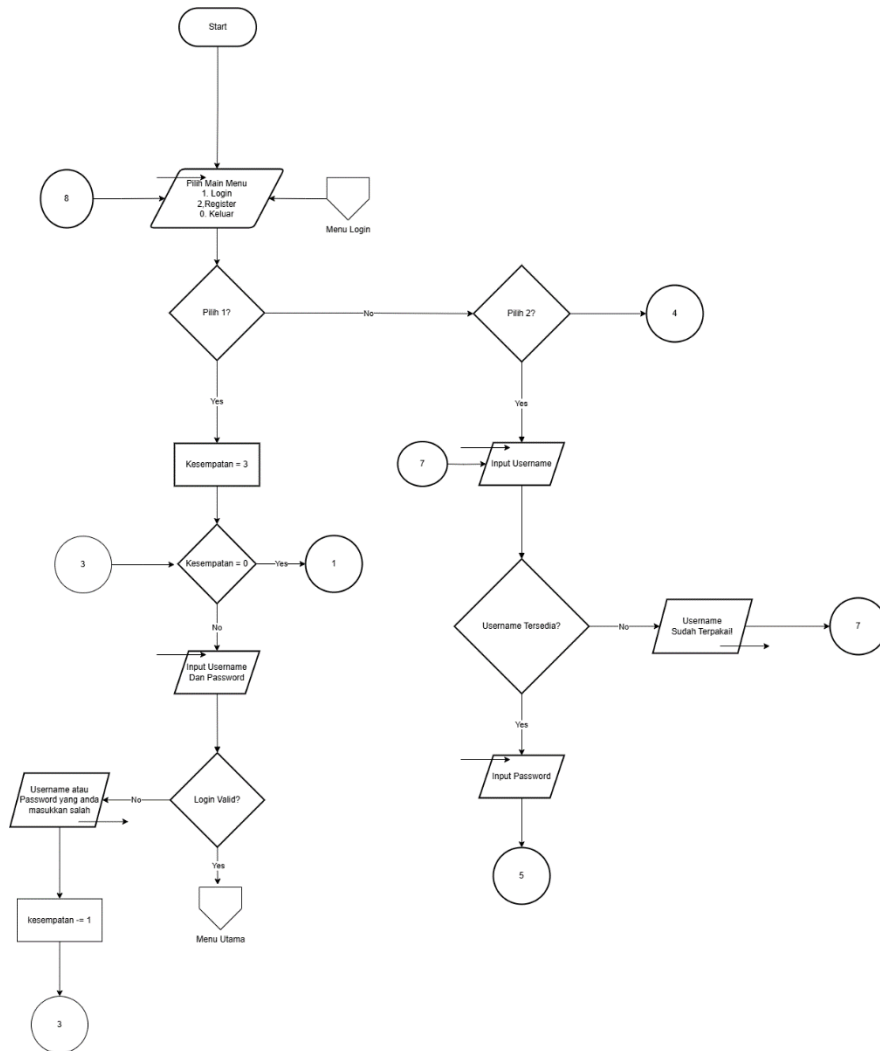 Start
8
Pilih Main Menu
1. Login
2,Register
0. Keluar
Menu Login
Pilih 1?
No
Pilih 2?
4
Yes
Yes
Kesempatan = 3
7
Input Username
3
Kesempatan = 0
Yes
1
No
Username Tersedia?
No
Username
Sudah Terpakai!
7
Input Username
Dan Password
Yes
Input Password
Username atau
Password yang anda
masukkan salah
No
Login Valid?
Yes
5
kesempatan -= 1
Menu Utama
3